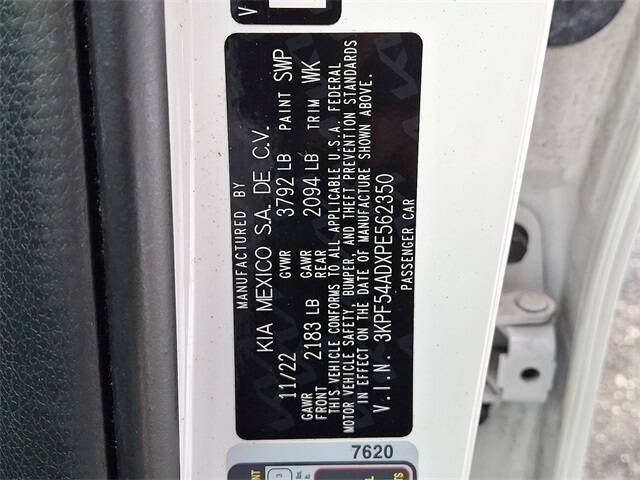 V
MANUFACTURED BY
KIA MEXICO S.A. DE C.V.
11/22 GVWR 3792 LB PAINT SWP
GAWR FRONT 2183 LB GAWR REAR 2094 LB TRIM WK
THIS VEHICLE CONFORMS TO ALL APPLICABLE U.S.A. FEDERAL
MOTOR VEHICLE SAFETY, BUMPER, AND THEFT PREVENTION STANDARDS
IN EFFECT ON THE DATE OF MANUFACTURE SHOWN ABOVE.
V.I.N. 3KPF54ADXPE562350
PASSENGER CAR
7620